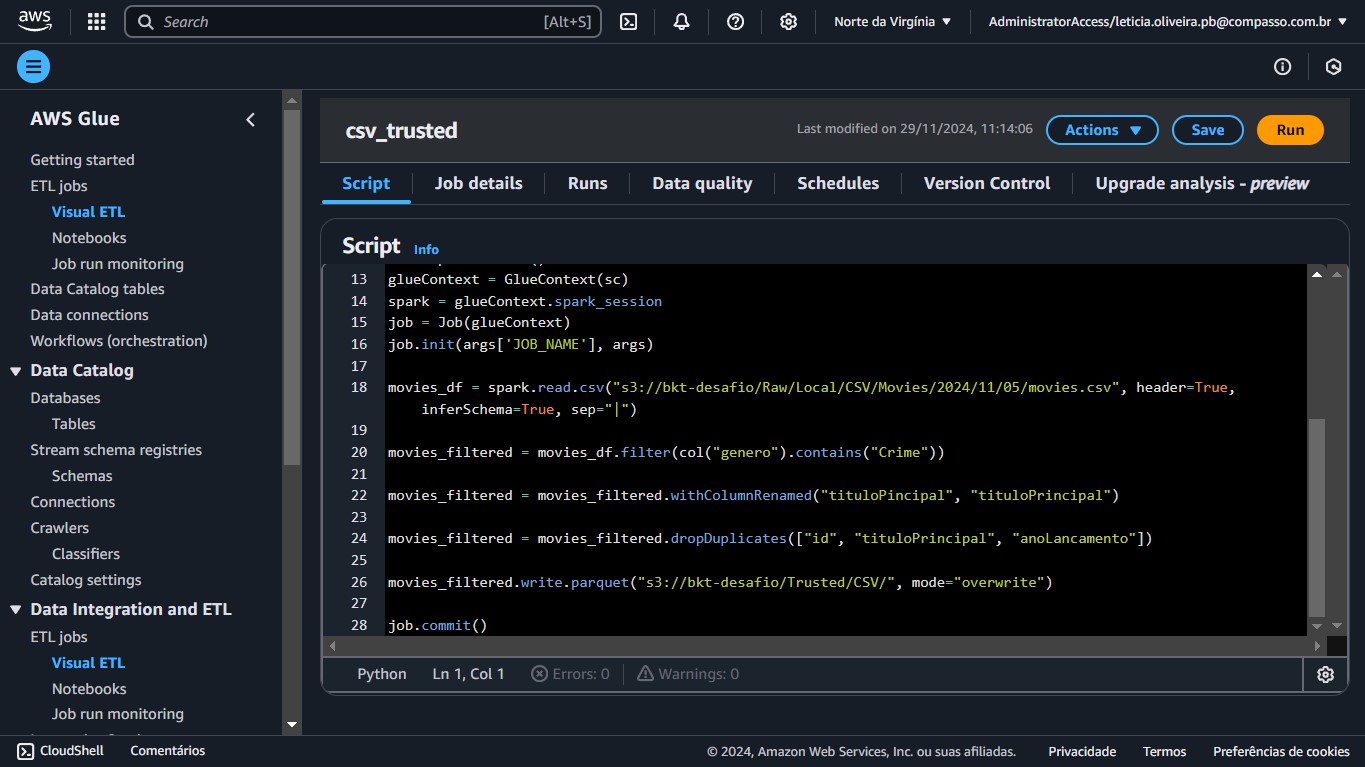 aws
Search [Alt+S]
Norte da Virgínia
AdministratorAccess/leticia.oliveira.pb@compasso.com.br
AWS Glue
Getting started
ETL jobs
Visual ETL
Notebooks
Job run monitoring
Data Catalog tables
Data connections
Workflows (orchestration)
Data Catalog
Databases
Tables
Stream schema registries
Schemas
Connections
Crawlers
Classifiers
Catalog settings
Data Integration and ETL
ETL jobs
Visual ETL
Notebooks
Job run monitoring
csv_trusted
Last modified on 29/11/2024, 11:14:06
Actions
Save
Run
Script
Job details
Runs
Data quality
Schedules
Version Control
Upgrade analysis - preview
Script Info
13 glueContext = GlueContext(sc)
14 spark = glueContext.spark_session
15 job = Job(glueContext)
16 job.init(args['JOB_NAME'], args)
17
18 movies_df = spark.read.csv("s3://bkt-desafio/Raw/Local/CSV/Movies/2024/11/05/movies.csv", header=True,
inferSchema=True, sep="|")
19
20 movies_filtered = movies_df.filter(col("genero").contains("Crime"))
21
22 movies_filtered = movies_filtered.withColumnRenamed("tituloPincipal", "tituloPrincipal")
23
24 movies_filtered = movies_filtered.dropDuplicates(["id", "tituloPrincipal", "anoLancamento"])
25
26 movies_filtered.write.parquet("s3://bkt-desafio/Trusted/CSV/", mode="overwrite")
27
28 job.commit()
Python
Ln 1, Col 1
Errors: 0
Warnings: 0
CloudShell
Comentários
© 2024, Amazon Web Services, Inc. ou suas afiliadas.
Privacidade
Termos
Preferências de cookies